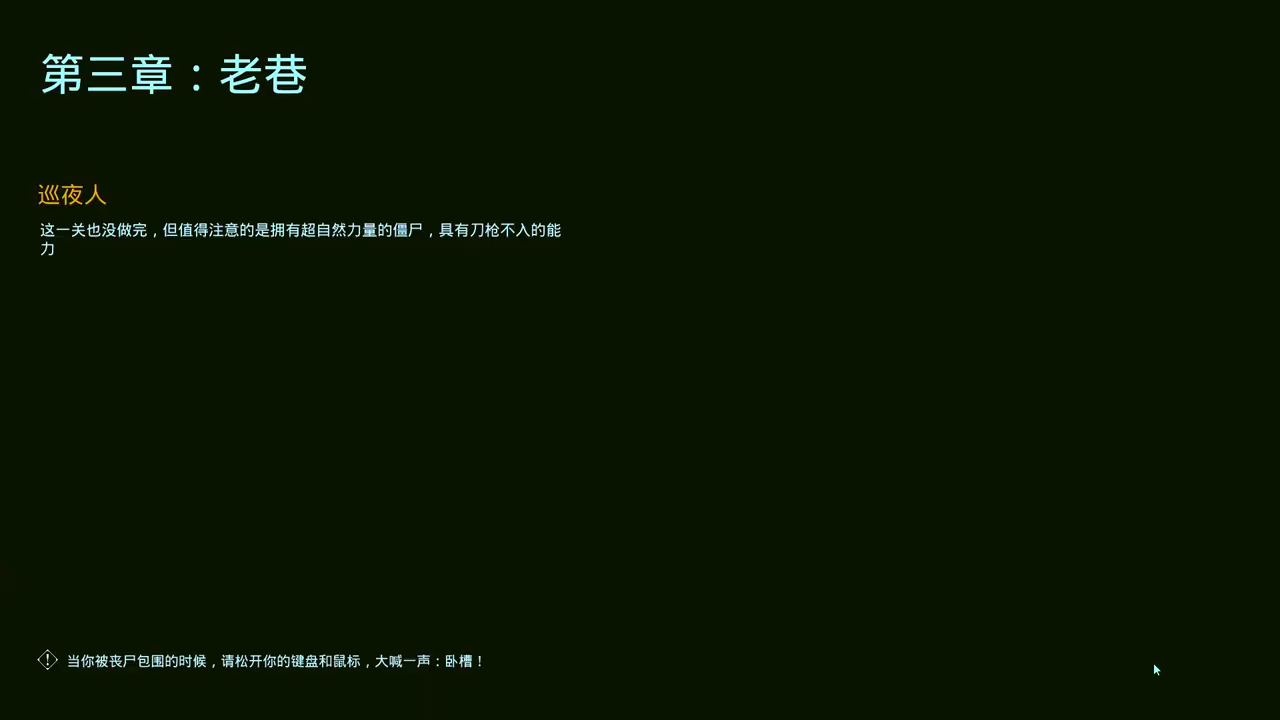 第三章：老巷
巡夜人
这一关也没做完，但值得注意的是拥有超自然力量的僵尸，具有刀枪不入的能
力
当你被丧尸包围的时候，请松开你的键盘和鼠标，大喊一声：卧槽！